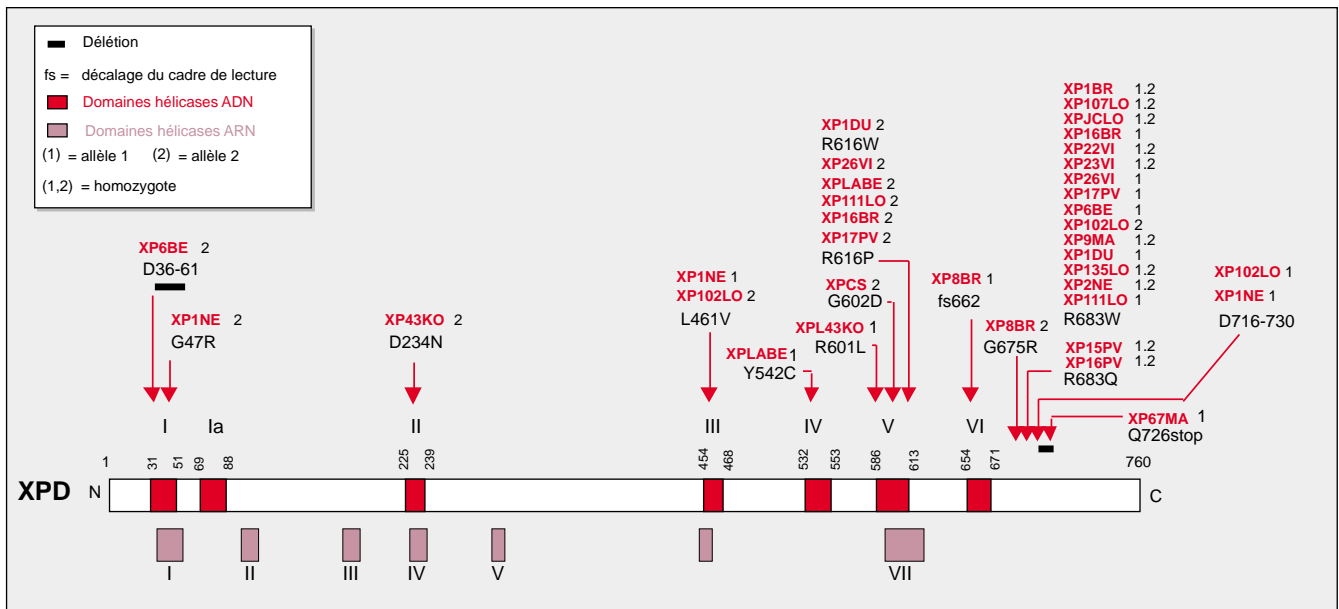 Délétion
fs = décalage du cadre de lecture
Domaines hélicases ADN
Domaines hélicases ARN
(1) = allèle 1 (2) = allèle 2
(1,2) = homozygote
XP6BE 2
D36-61
XP1NE 2
G47R
XP43KO 2
D234N
XP1NE 1
XP102LO 2
L461V
XPLABE 1
Y542C
XP1DU 2
R616W
XP26VI 2
XPLABE 2
XP111LO 2
XP16BR 2
XP17PV 2
R616P
XPCS 2
G602D
XPL43KO 1
R601L
XP8BR 1
fs662
XP8BR 2
G675R
XP1BR 1.2
XP107LO 1.2
XPJCLO 1.2
XP16BR 1
XP22VI 1.2
XP23VI 1.2
XP26VI 1
XP17PV 1
XP6BE 1
XP102LO 2
XP9MA 1.2
XP1DU 1
XP135LO 1.2
XP2NE 1.2
XP111LO 1
R683W
XP15PV 1.2
XP16PV 1.2
R683Q
XP102LO 1
XP1NE 1
D716-730
XP67MA 1
Q726stop
I Ia II III IV V VI
1 31 51 69 88 225 239 454 468 532 553 586 613 654 671 760
XPD N C
I II III IV V VII